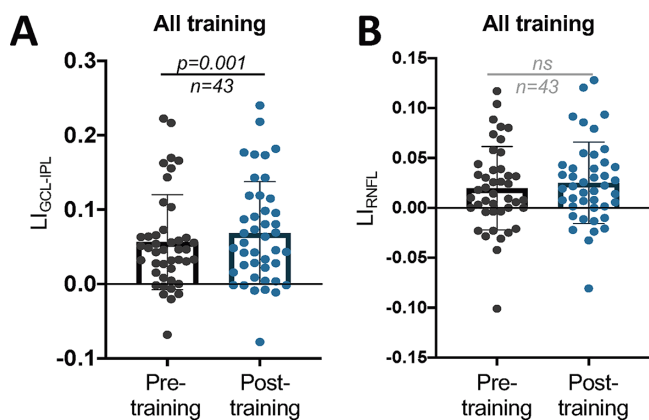 A
All training
p=0.001
n=43
LIGCL-IPL
0.3
0.2
0.1
0.0
-0.1
Pre-
training
Post-
training
B
All training
ns
n=43
LIRNFL
0.15
0.10
0.05
0.00
-0.05
-0.10
-0.15
Pre-
training
Post-
training